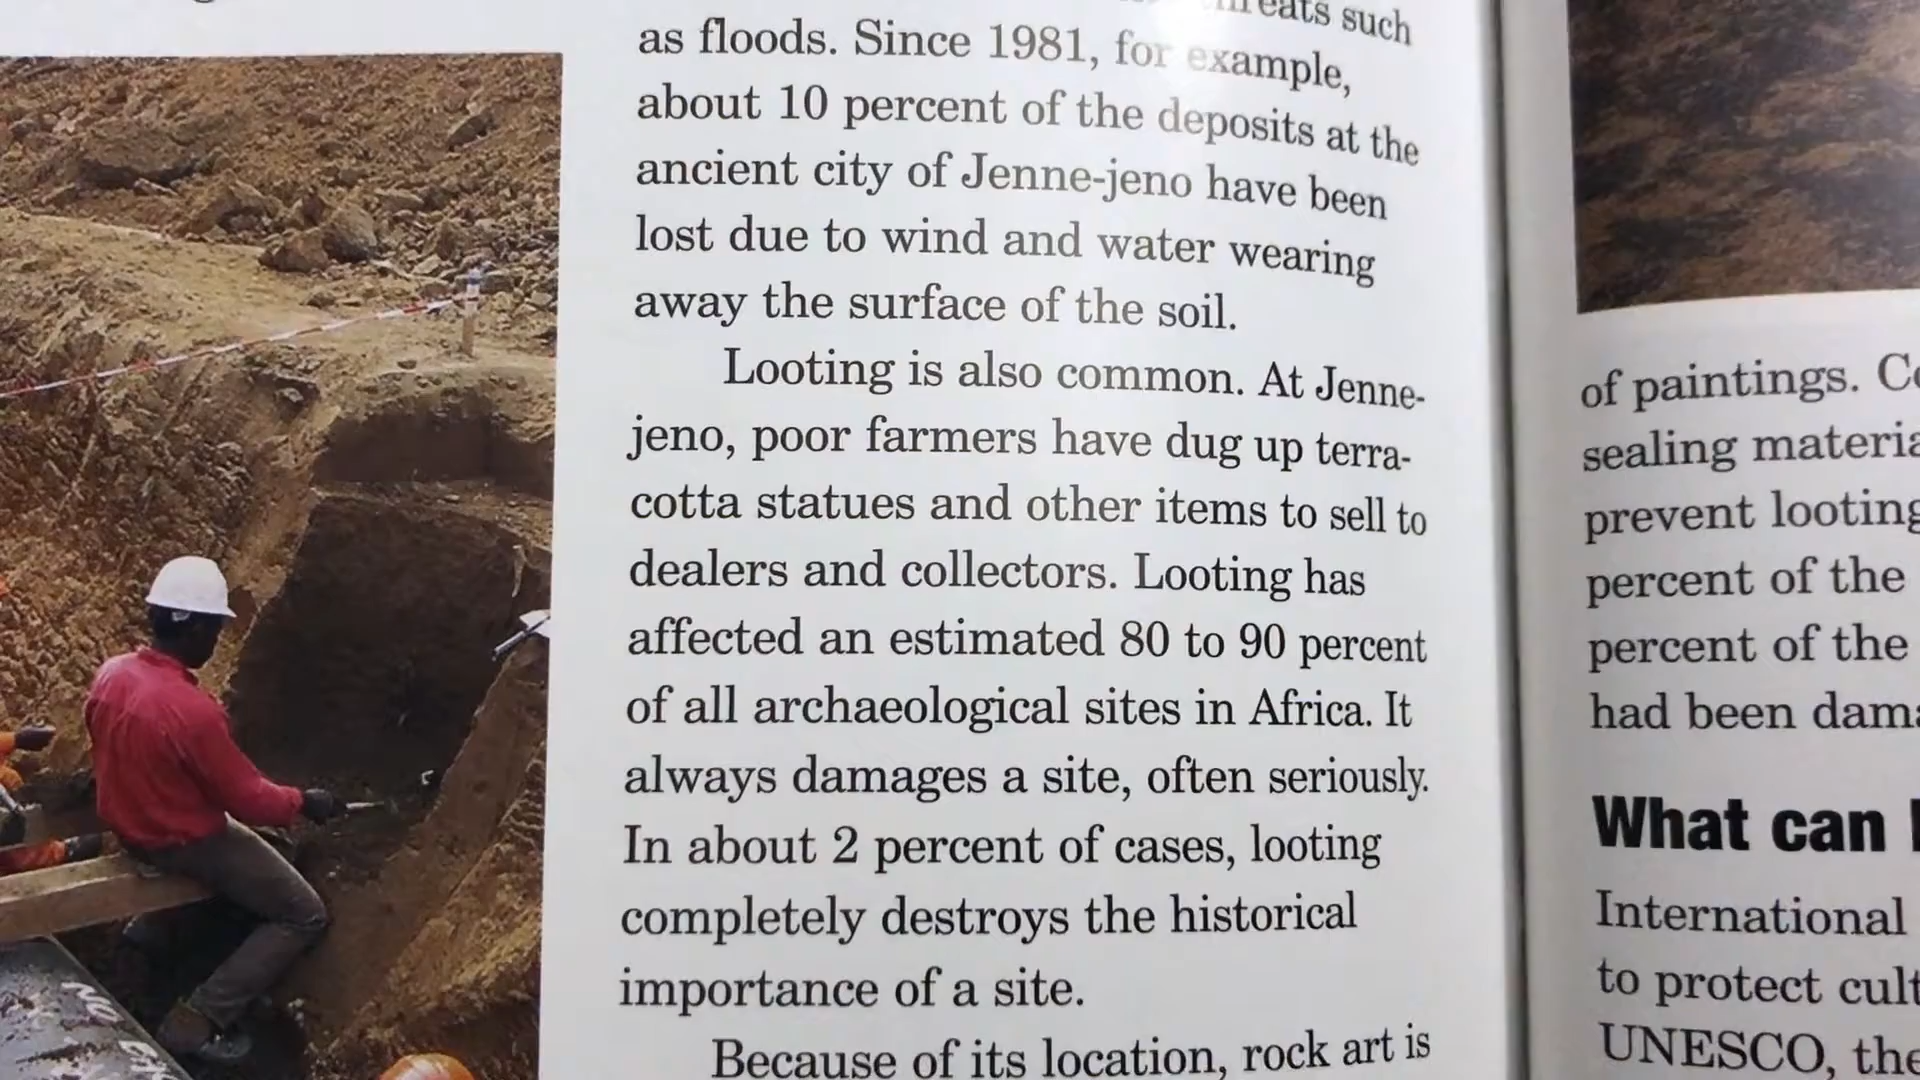 threats such
as floods. Since 1981, for example,
about 10 percent of the deposits at the
ancient city of Jenne-jeno have been
lost due to wind and water wearing
away the surface of the soil.
Looting is also common. At Jenne-
jeno, poor farmers have dug up terra-
cotta statues and other items to sell to
dealers and collectors. Looting has
affected an estimated 80 to 90 percent
of all archaeological sites in Africa. It
always damages a site, often seriously.
In about 2 percent of cases, looting
completely destroys the historical
importance of a site.
Because of its location, rock art is
of paintings.
sealing
prevent looting
percent of the
percent of the
had been
What can
International
to protect
UNESCO, the
NO